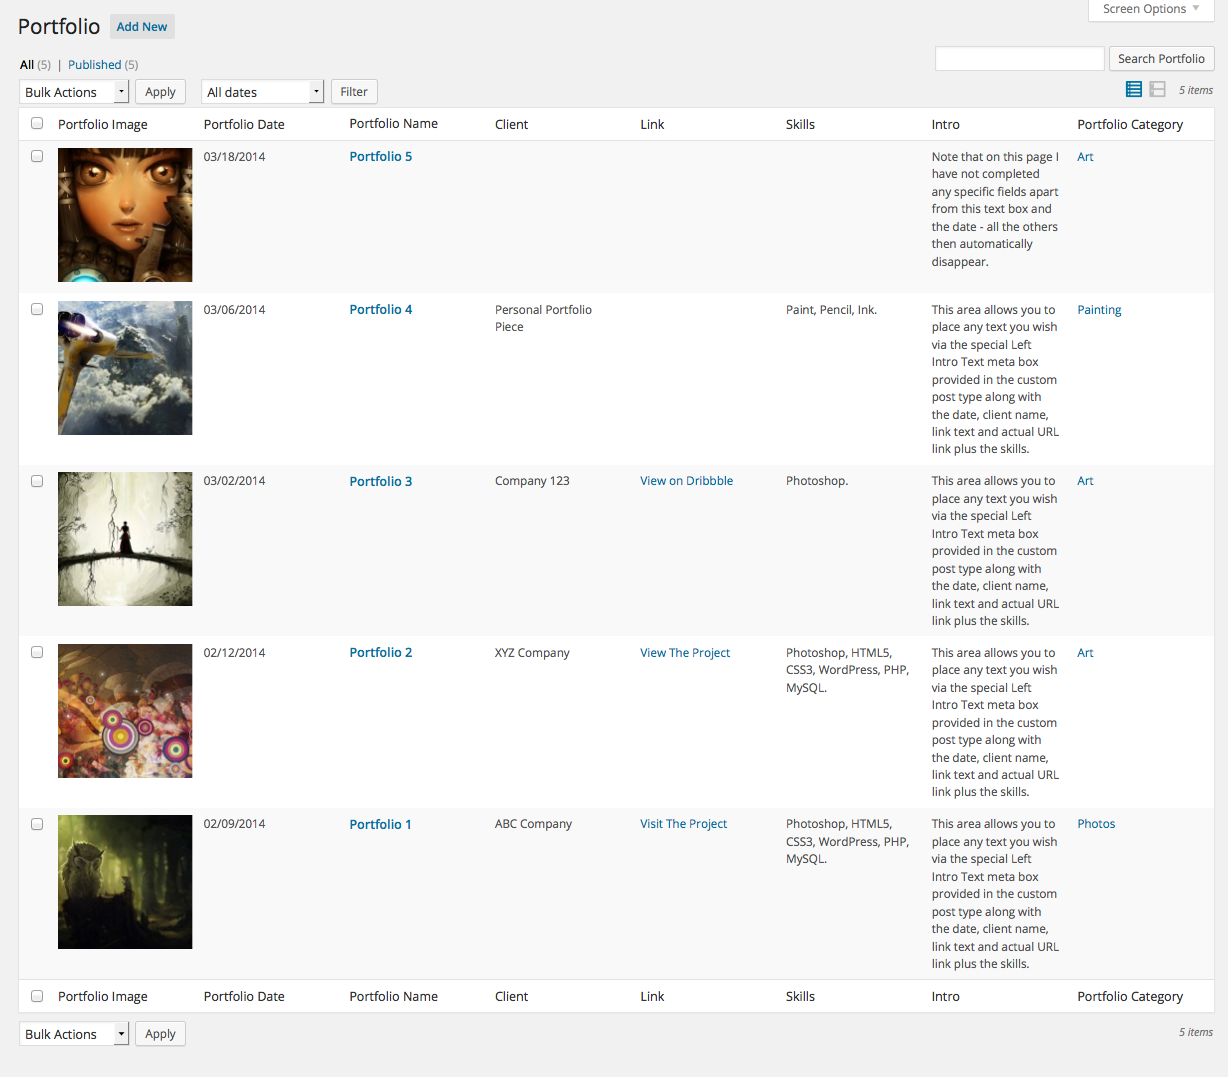 Screen Options
Portfolio Add New
All (5) | Published (5)
Search Portfolio
Bulk Actions Apply All dates Filter
5 items
Portfolio Image Portfolio Date Portfolio Name Client Link Skills Intro Portfolio Category
03/18/2014 Portfolio 5
Note that on this page I
have not completed
any specific fields apart
from this text box and
the date - all the others
then automatically
disappear.
Art
03/06/2014 Portfolio 4
Personal Portfolio
Piece
Paint, Pencil, Ink.
This area allows you to
place any text you wish
via the special Left
Intro Text meta box
provided in the custom
post type along with
the date, client name,
link text and actual URL
link plus the skills.
Painting
03/02/2014 Portfolio 3 Company 123 View on Dribbble Photoshop.
This area allows you to
place any text you wish
via the special Left
Intro Text meta box
provided in the custom
post type along with
the date, client name,
link text and actual URL
link plus the skills.
Art
02/12/2014 Portfolio 2 XYZ Company View The Project
Photoshop, HTML5,
CSS3, WordPress, PHP,
MySQL.
This area allows you to
place any text you wish
via the special Left
Intro Text meta box
provided in the custom
post type along with
the date, client name,
link text and actual URL
link plus the skills.
Art
02/09/2014 Portfolio 1 ABC Company Visit The Project
Photoshop, HTML5,
CSS3, WordPress, PHP,
MySQL.
This area allows you to
place any text you wish
via the special Left
Intro Text meta box
provided in the custom
post type along with
the date, client name,
link text and actual URL
link plus the skills.
Photos
Portfolio Image Portfolio Date Portfolio Name Client Link Skills Intro Portfolio Category
Bulk Actions Apply
5 items